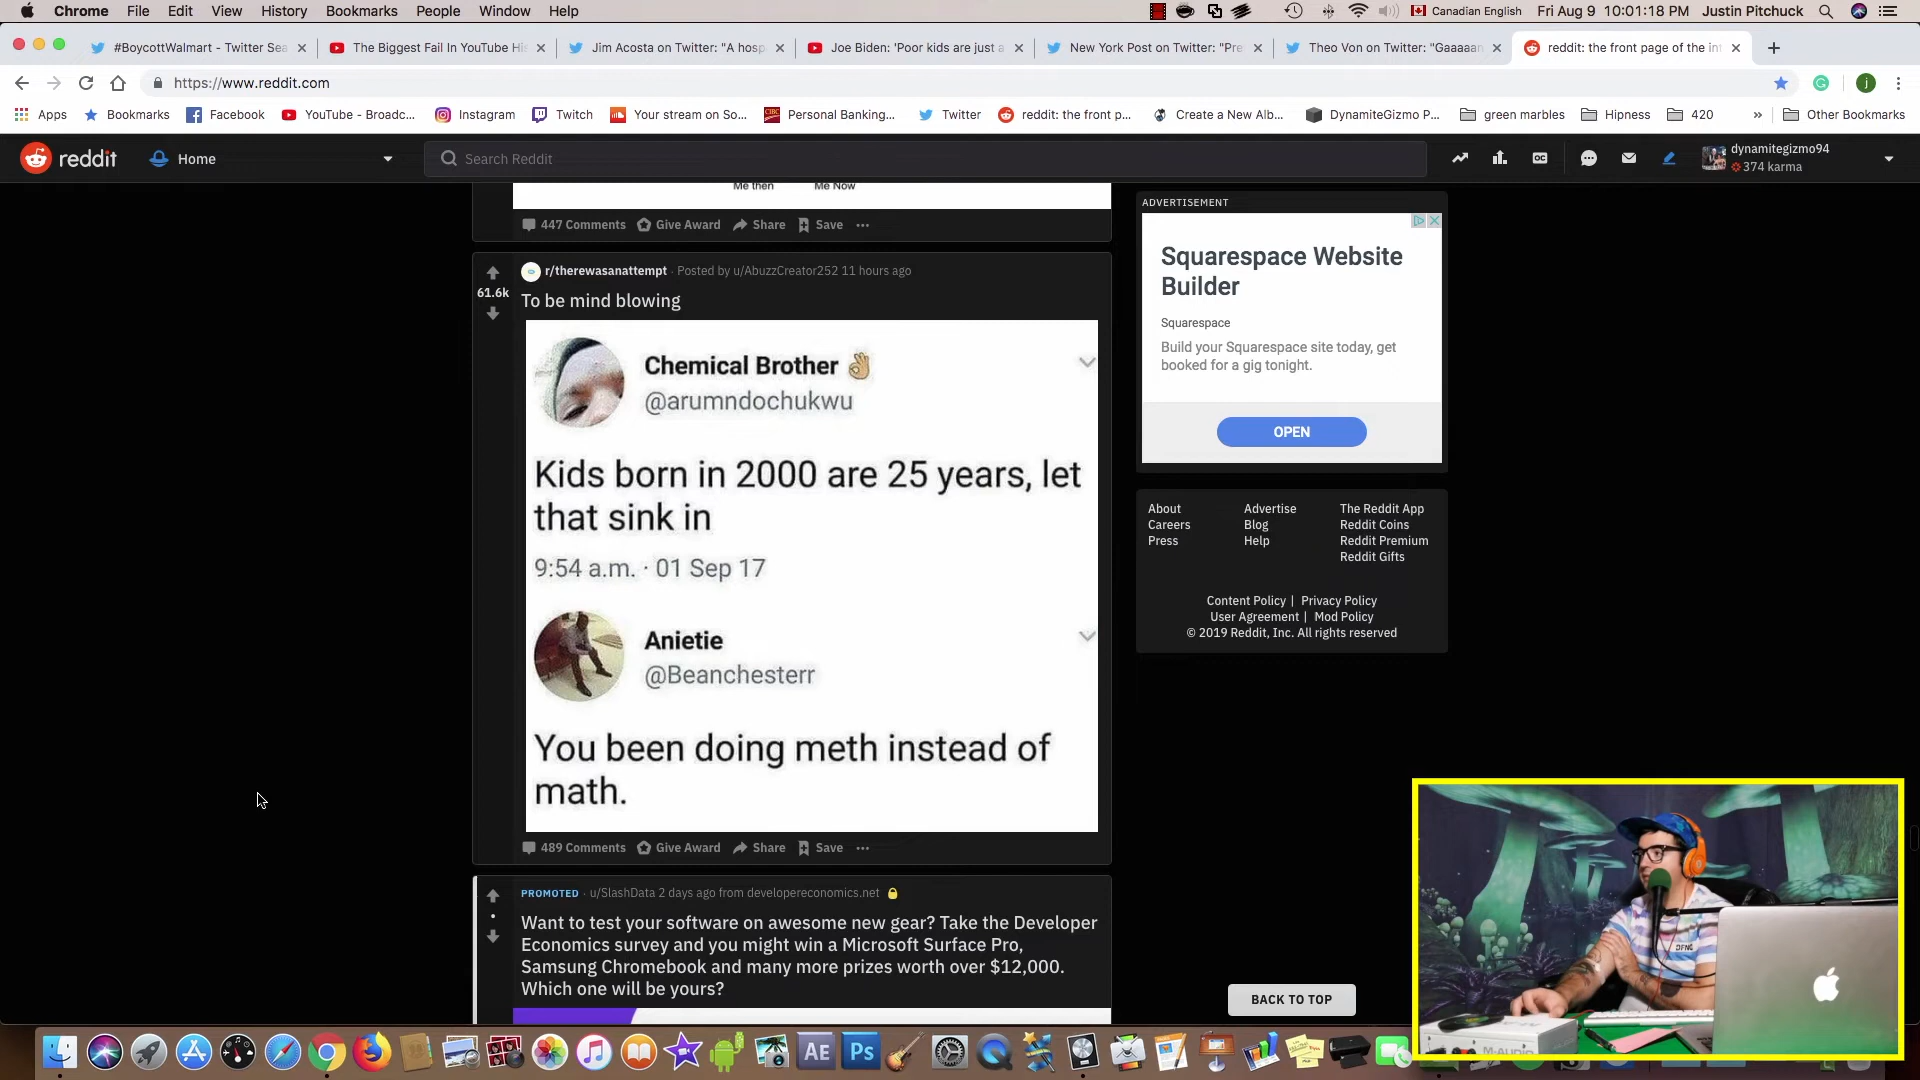 Chrome File Edit View History Bookmarks People Window Help Canadian English Fri Aug 9 10:01:18 PM Justin Pitchuck
#BoycottWalmart - Twitter Sea The Biggest Fail In YouTube His Jim Acosta on Twitter: "A hosp Joe Biden: 'Poor kids are just a New York Post on Twitter: "Pre Theo Von on Twitter: "Gaaaaan reddit: the front page of the in
https://www.reddit.com
Apps Bookmarks Facebook YouTube - Broadc... Instagram Twitch Your stream on So... Personal Banking... Twitter reddit: the front p... Create a New Alb... DynamiteGizmo P... green marbles Hipness 420 » Other Bookmarks
reddit Home Search Reddit dynamitegizmo94
374 karma
Me then Me Now
447 Comments Give Award Share Save ...
r/therewasanattempt · Posted by u/AbuzzCreator252 11 hours ago
61.6k
To be mind blowing
Chemical Brother 👌
@arumndochukwu
Kids born in 2000 are 25 years, let
that sink in
9:54 a.m. · 01 Sep 17
Anietie
@Beanchesterr
You been doing meth instead of
math.
489 Comments Give Award Share Save ...
PROMOTED · u/SlashData 2 days ago from developereconomics.net
Want to test your software on awesome new gear? Take the Developer
Economics survey and you might win a Microsoft Surface Pro,
Samsung Chromebook and many more prizes worth over $12,000.
Which one will be yours?
ADVERTISEMENT
Squarespace Website
Builder
Squarespace
Build your Squarespace site today, get
booked for a gig tonight.
OPEN
About Advertise The Reddit App
Careers Blog Reddit Coins
Press Help Reddit Premium
Reddit Gifts
Content Policy | Privacy Policy
User Agreement | Mod Policy
© 2019 Reddit, Inc. All rights reserved
BACK TO TOP
M-AUDIO
AE Ps